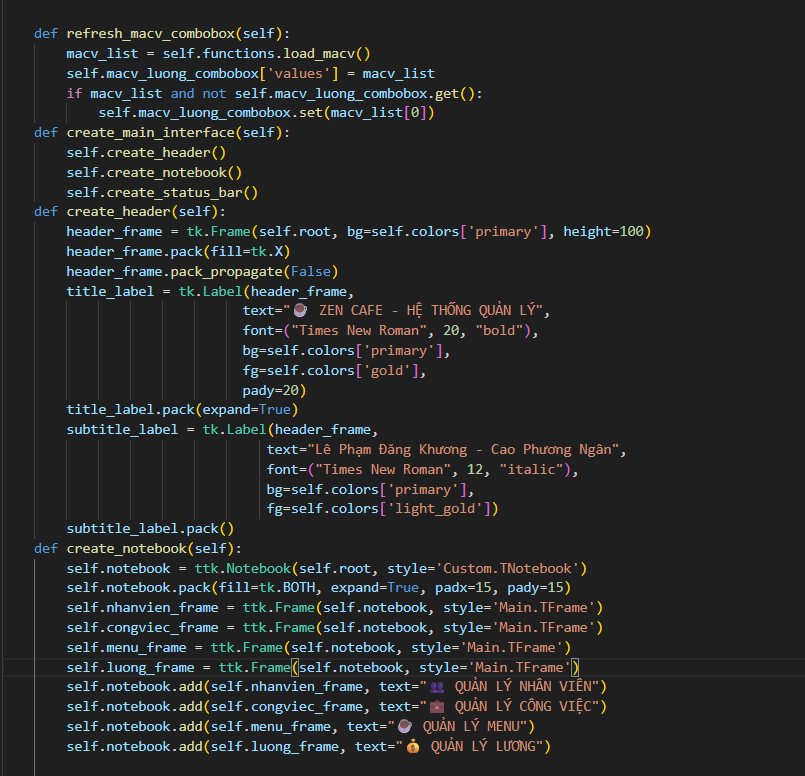 def refresh_macv_combobox(self):
macv_list = self.functions.load_macv()
self.macv_luong_combobox['values'] = macv_list
if macv_list and not self.macv_luong_combobox.get():
self.macv_luong_combobox.set(macv_list[0])
def create_main_interface(self):
self.create_header()
self.create_notebook()
self.create_status_bar()
def create_header(self):
header_frame = tk.Frame(self.root, bg=self.colors['primary'], height=100)
header_frame.pack(fill=tk.X)
header_frame.pack_propagate(False)
title_label = tk.Label(header_frame,
text="☕ ZEN CAFE - HỆ THỐNG QUẢN LÝ",
font=("Times New Roman", 20, "bold"),
bg=self.colors['primary'],
fg=self.colors['gold'],
pady=20)
title_label.pack(expand=True)
subtitle_label = tk.Label(header_frame,
text="Lê Phạm Đăng Khương - Cao Phương Ngân",
font=("Times New Roman", 12, "italic"),
bg=self.colors['primary'],
fg=self.colors['light_gold'])
subtitle_label.pack()
def create_notebook(self):
self.notebook = ttk.Notebook(self.root, style='Custom.TNotebook')
self.notebook.pack(fill=tk.BOTH, expand=True, padx=15, pady=15)
self.nhanvien_frame = ttk.Frame(self.notebook, style='Main.TFrame')
self.congviec_frame = ttk.Frame(self.notebook, style='Main.TFrame')
self.menu_frame = ttk.Frame(self.notebook, style='Main.TFrame')
self.luong_frame = ttk.Frame(self.notebook, style='Main.TFrame')
self.notebook.add(self.nhanvien_frame, text="👥 QUẢN LÝ NHÂN VIÊN")
self.notebook.add(self.congviec_frame, text="💼 QUẢN LÝ CÔNG VIỆC")
self.notebook.add(self.menu_frame, text="☕ QUẢN LÝ MENU")
self.notebook.add(self.luong_frame, text="💰 QUẢN LÝ LƯƠNG")